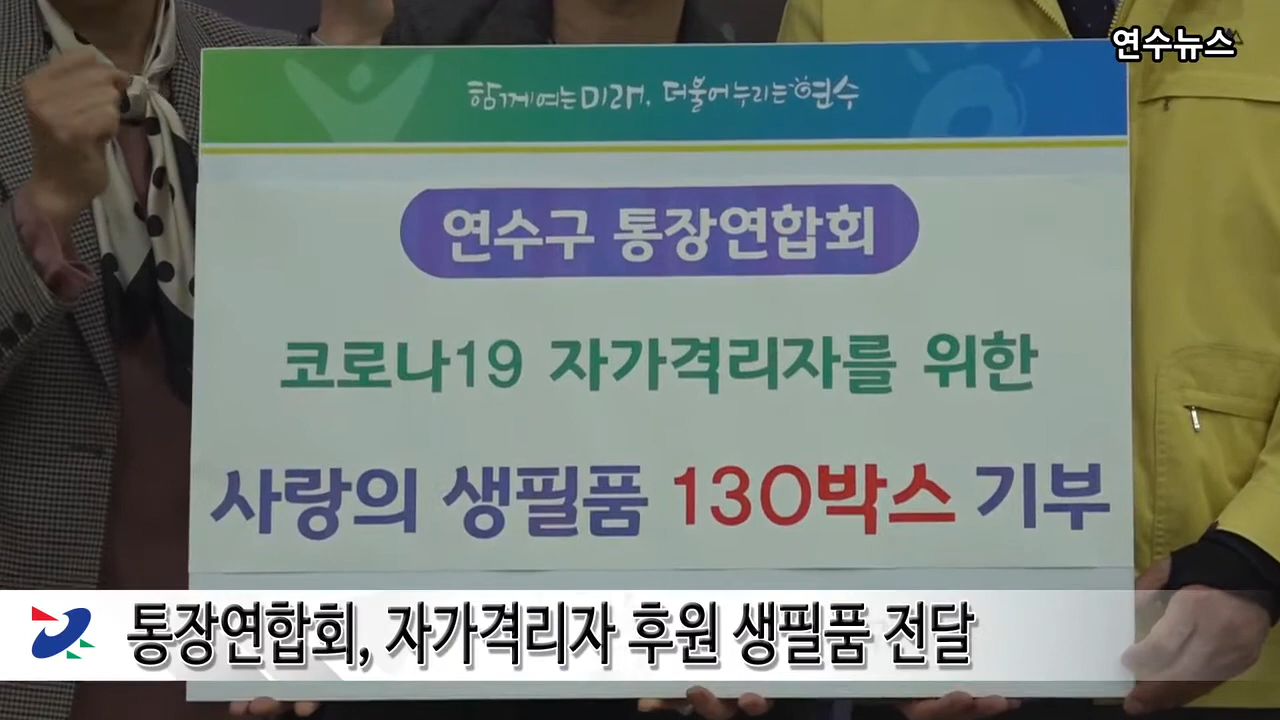 연수뉴스
함께여는미래, 더불어누리는연수
연수구 통장연합회
코로나19 자가격리자를 위한
사랑의 생필품 130박스 기부
통장연합회, 자가격리자 후원 생필품 전달